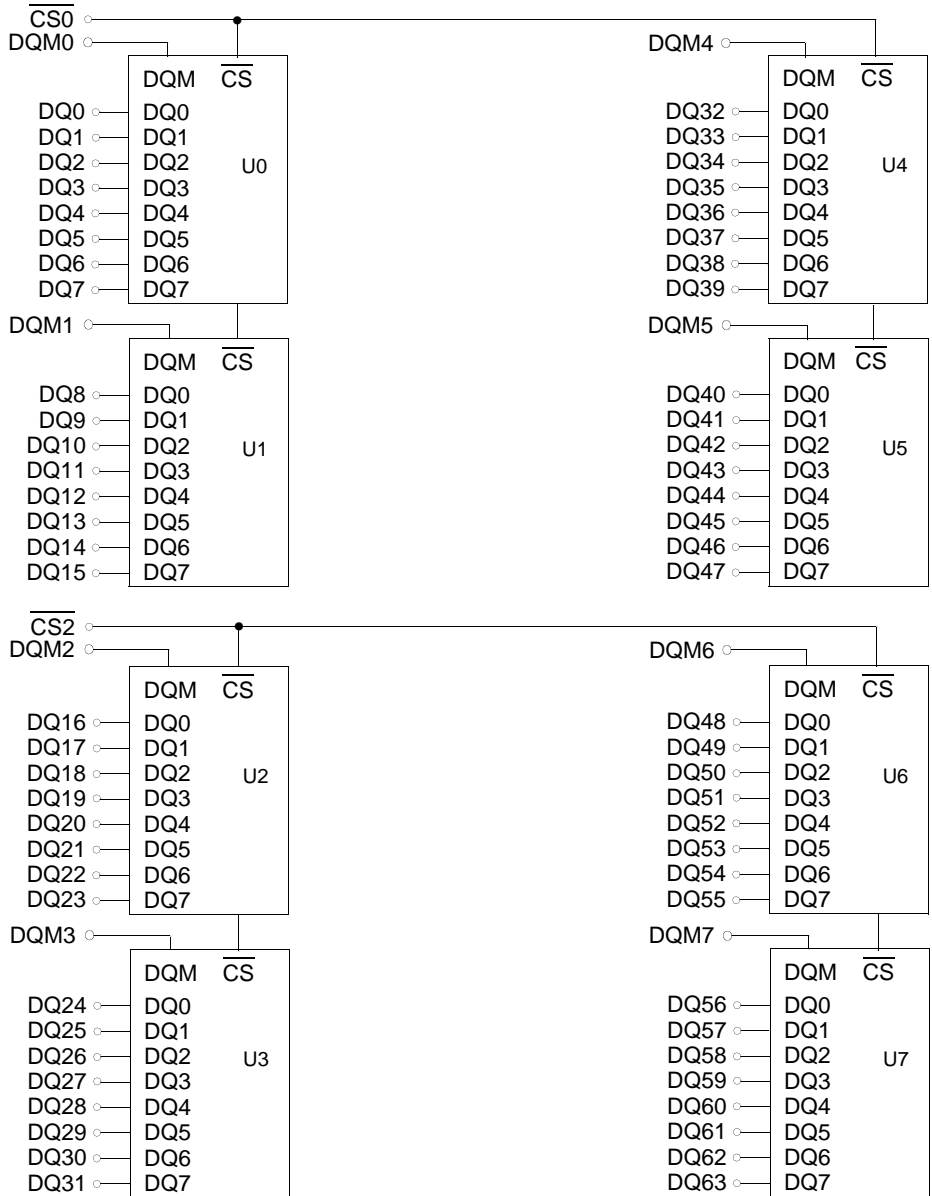 CS0
DQM0
DQM CS
DQ0 DQ0
DQ1 DQ1
DQ2 DQ2
U0
DQ3 DQ3
DQ4 DQ4
DQ5 DQ5
DQ6 DQ6
DQ7 DQ7
DQM1
DQM CS
DQ8 DQ0
DQ9 DQ1
DQ10 DQ2
U1
DQ11 DQ3
DQ12 DQ4
DQ13 DQ5
DQ14 DQ6
DQ15 DQ7
DQM4
DQM CS
DQ32 DQ0
DQ33 DQ1
DQ34 DQ2
U4
DQ35 DQ3
DQ36 DQ4
DQ37 DQ5
DQ38 DQ6
DQ39 DQ7
DQM5
DQM CS
DQ40 DQ0
DQ41 DQ1
DQ42 DQ2
U5
DQ43 DQ3
DQ44 DQ4
DQ45 DQ5
DQ46 DQ6
DQ47 DQ7
CS2
DQM2
DQM CS
DQ16 DQ0
DQ17 DQ1
DQ18 DQ2
U2
DQ19 DQ3
DQ20 DQ4
DQ21 DQ5
DQ22 DQ6
DQ23 DQ7
DQM3
DQM CS
DQ24 DQ0
DQ25 DQ1
DQ26 DQ2
U3
DQ27 DQ3
DQ28 DQ4
DQ29 DQ5
DQ30 DQ6
DQ31 DQ7
DQM6
DQM CS
DQ48 DQ0
DQ49 DQ1
DQ50 DQ2
U6
DQ51 DQ3
DQ52 DQ4
DQ53 DQ5
DQ54 DQ6
DQ55 DQ7
DQM7
DQM CS
DQ56 DQ0
DQ57 DQ1
DQ58 DQ2
U7
DQ59 DQ3
DQ60 DQ4
DQ61 DQ5
DQ62 DQ6
DQ63 DQ7